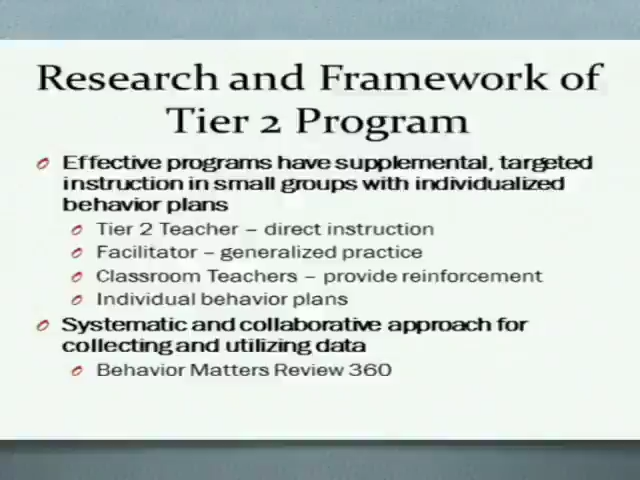 Research and Framework of
Tier 2 Program
Effective programs have supplemental, targeted
instruction in small groups with individualized
behavior plans
Tier 2 Teacher – direct instruction
Facilitator – generalized practice
Classroom Teachers – provide reinforcement
Individual behavior plans
Systematic and collaborative approach for
collecting and utilizing data
Behavior Matters Review 360